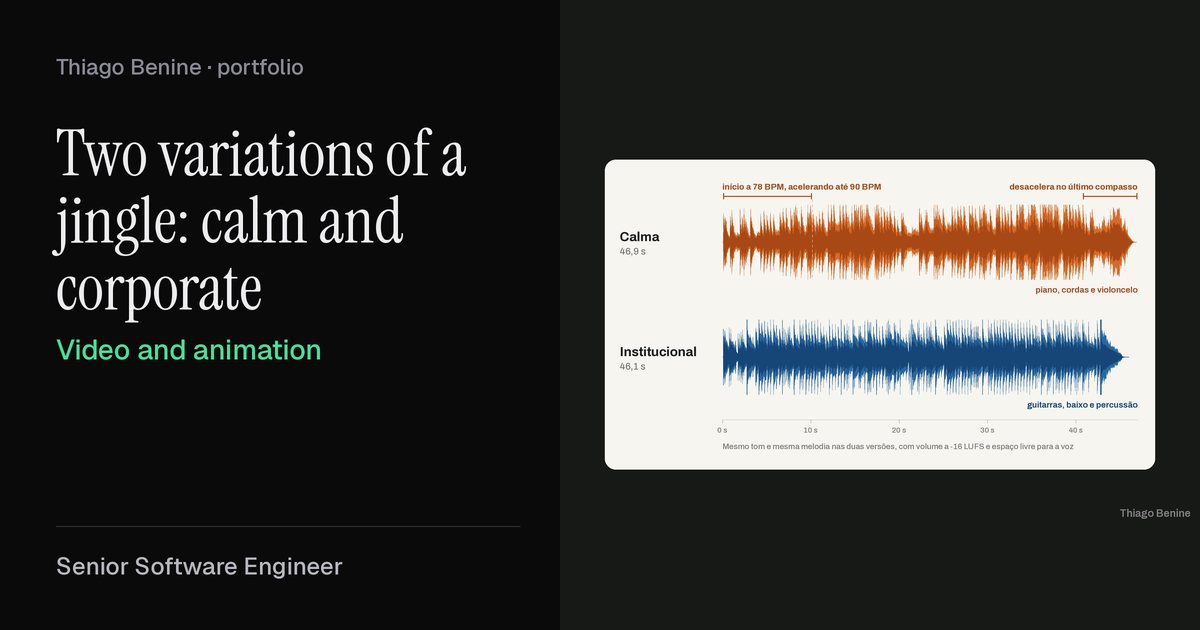 Thiago Benine · portfolio
Two variations of a
jingle: calm and
corporate
Video and animation
Senior Software Engineer
início a 78 BPM, acelerando até 90 BPM
desacelera no último compasso
Calma
46,9 s
piano, cordas e violoncelo
Institucional
46,1 s
guitarras, baixo e percussão
0 s 10 s 20 s 30 s 40 s
Mesmo tom e mesma melodia nas duas versões, com volume a -16 LUFS e espaço livre para a voz
Thiago Benine